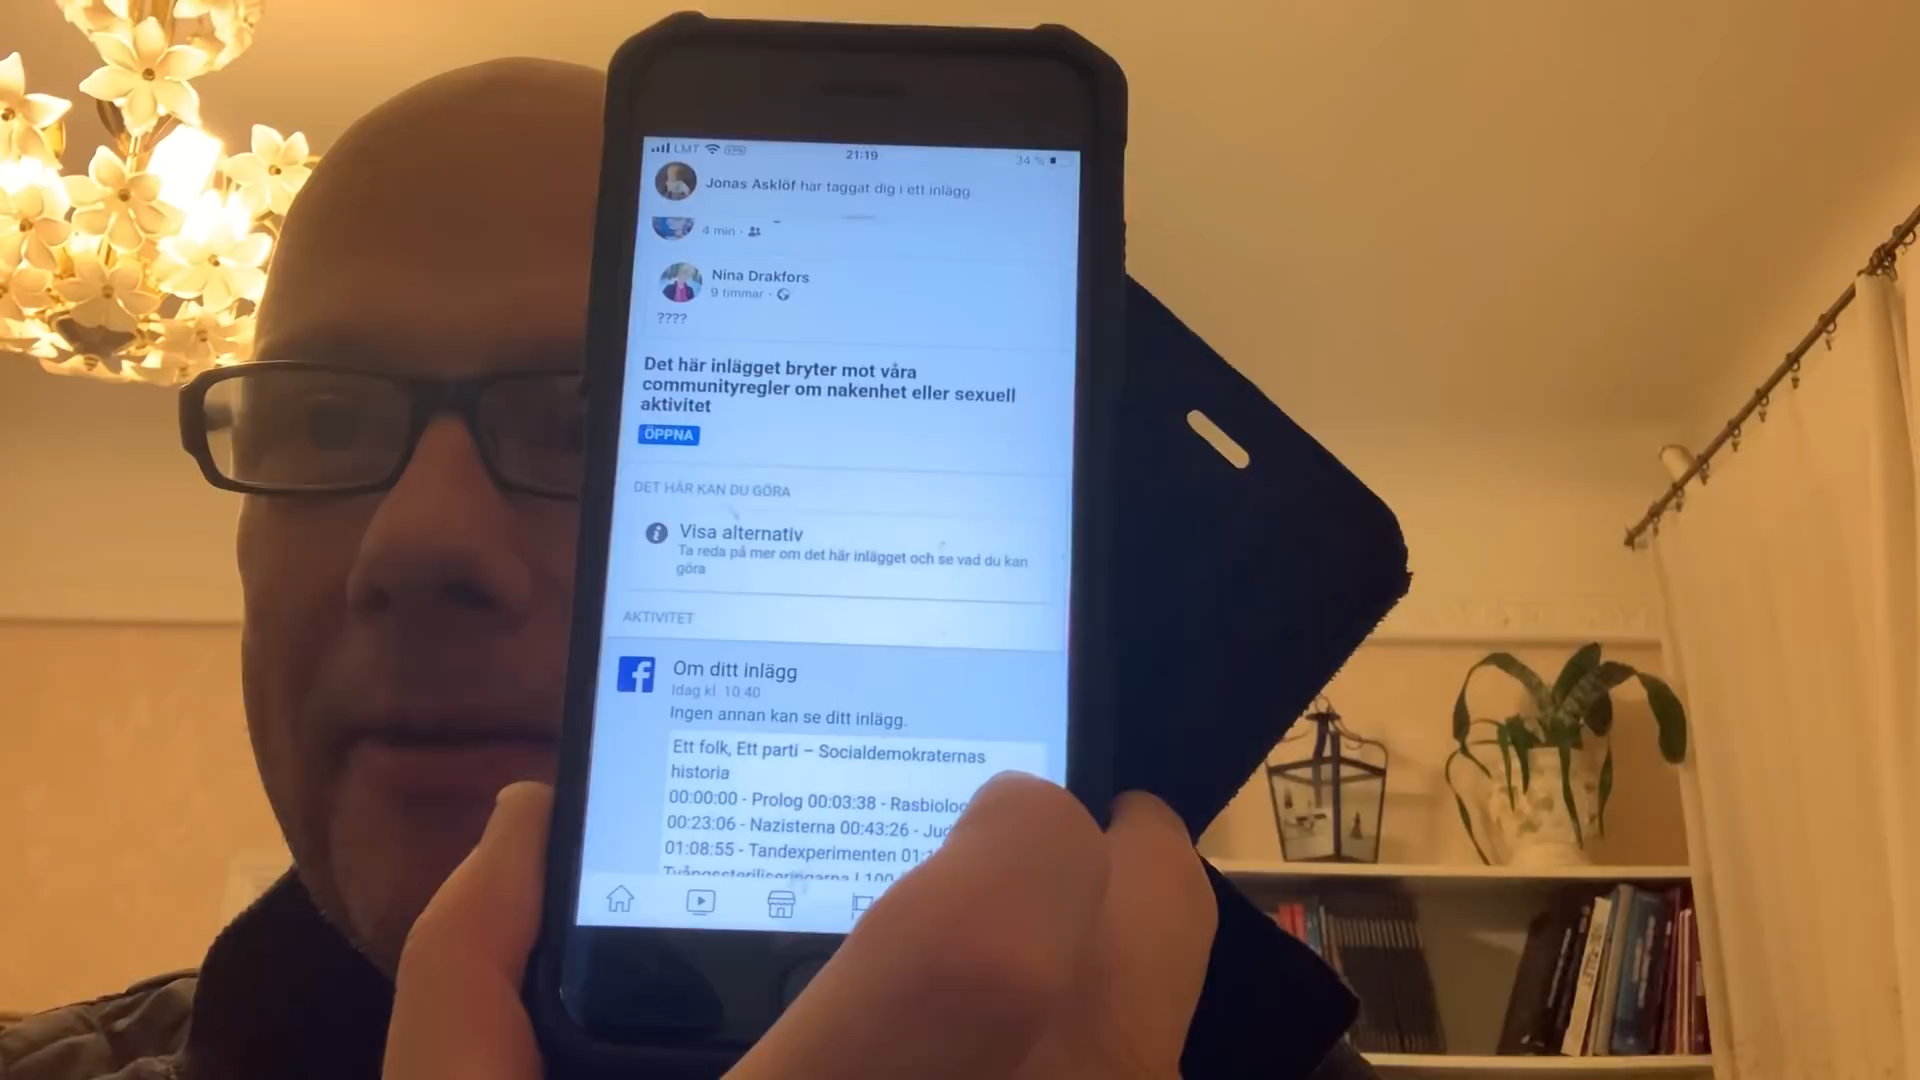 LMT
VPN
21:19
34 %
Jonas Asklöf har taggat dig i ett inlägg
4 min ·
Nina Drakfors
9 timmar ·
????
Det här inlägget bryter mot våra
communityregler om nakenhet eller sexuell
aktivitet
ÖPPNA
DET HÄR KAN DU GÖRA
Visa alternativ
Ta reda på mer om det här inlägget och se vad du kan
göra
AKTIVITET
Om ditt inlägg
Idag kl. 10:40
Ingen annan kan se ditt inlägg.
Ett folk, Ett parti – Socialdemokraternas
historia
00:00:00 - Prolog 00:03:38 -
00:23:06 - Nazisterna 00:43:26 -
01:08:55 - Tandexperimenten
Tvångssteriliseringarna | 100